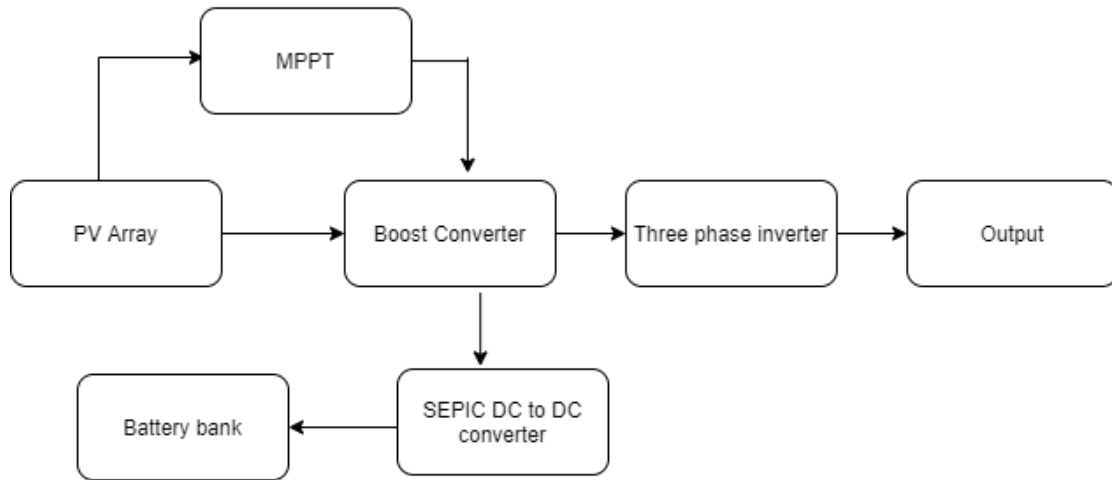 MPPT
PV Array
Boost Converter
Three phase inverter
Output
Battery bank
SEPIC DC to DC
converter